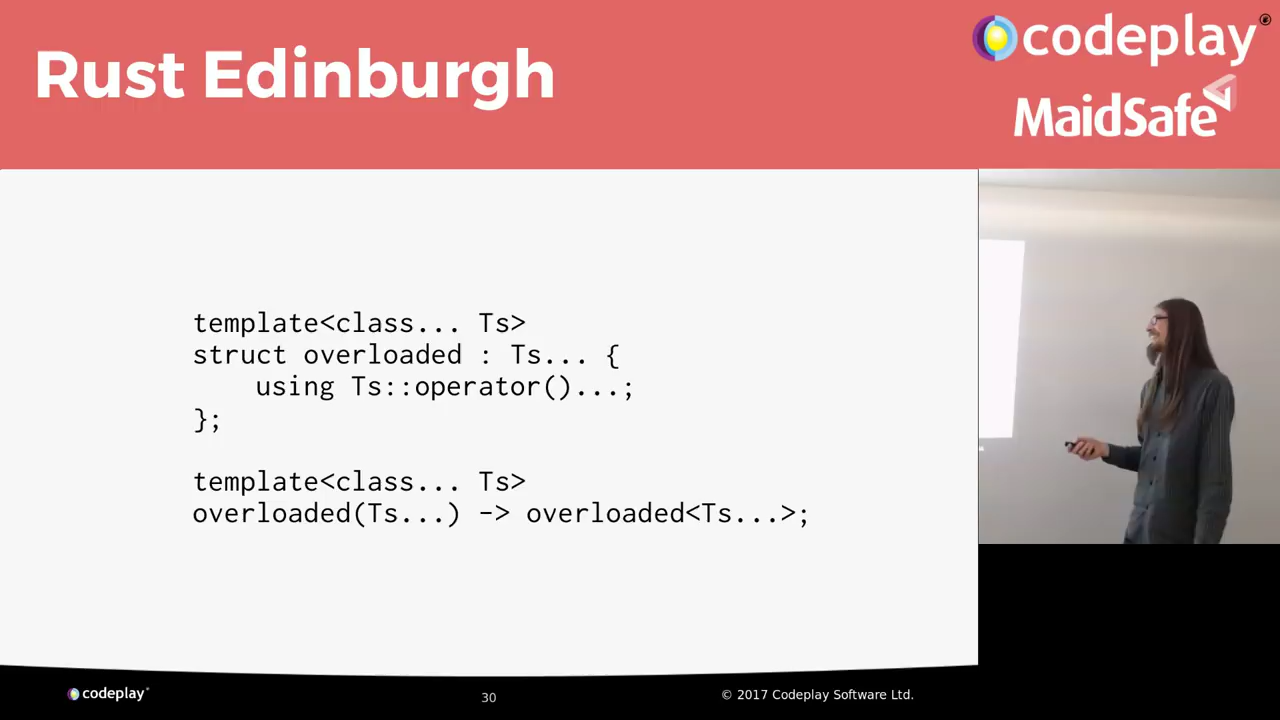 Rust Edinburgh
codeplay®
MaidSafe
template<class... Ts>
struct overloaded : Ts... {
    using Ts::operator()...;
};
template<class... Ts>
overloaded(Ts...) -> overloaded<Ts...>;
codeplay®
30
© 2017 Codeplay Software Ltd.